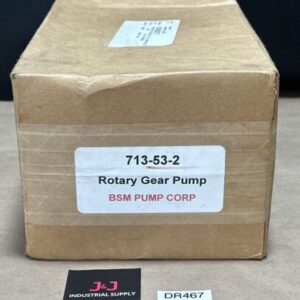 713-53-2
Rotary Gear Pump
BSM PUMP CORP
J&J
INDUSTRIAL SUPPLY
DR467